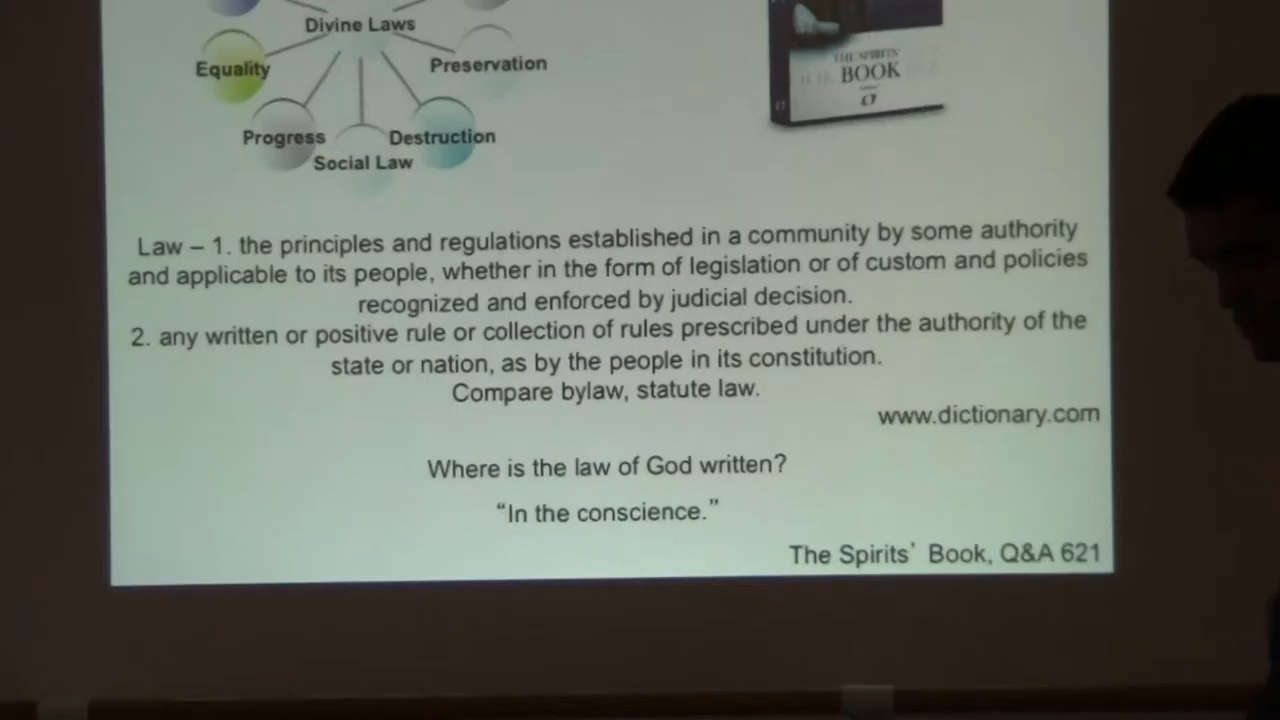 Divine Laws
Equality
Preservation
Progress
Destruction
Social Law
THE SPIRITS'
BOOK
Law – 1. the principles and regulations established in a community by some authority
and applicable to its people, whether in the form of legislation or of custom and policies
recognized and enforced by judicial decision.
2. any written or positive rule or collection of rules prescribed under the authority of the
state or nation, as by the people in its constitution.
Compare bylaw, statute law.
www.dictionary.com
Where is the law of God written?
“In the conscience.”
The Spirits’ Book, Q&A 621